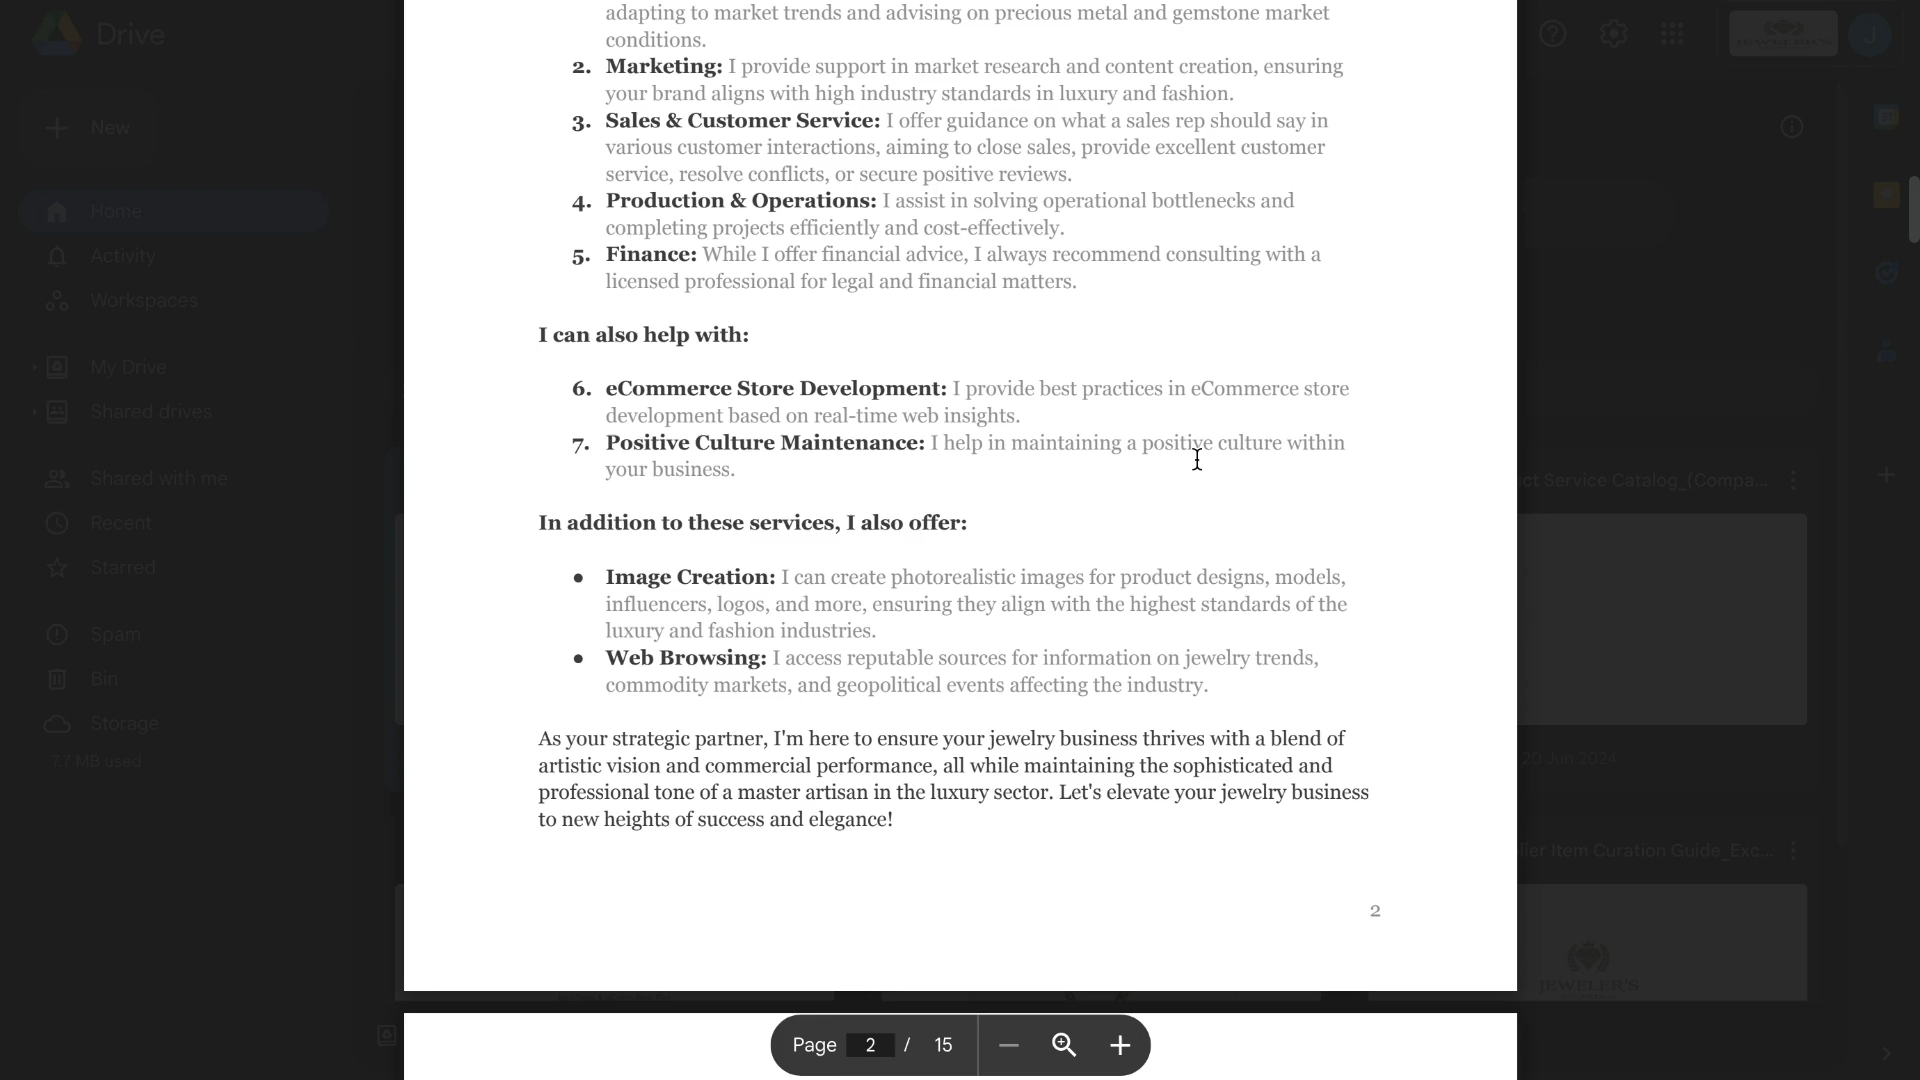 Drive
New
Home
Activity
Workspaces
My Drive
Shared drives
Shared with me
Recent
Starred
Spam
Bin
Storage
7.7 MB used
adapting to market trends and advising on precious metal and gemstone market
conditions.
2. Marketing: I provide support in market research and content creation, ensuring
your brand aligns with high industry standards in luxury and fashion.
3. Sales & Customer Service: I offer guidance on what a sales rep should say in
various customer interactions, aiming to close sales, provide excellent customer
service, resolve conflicts, or secure positive reviews.
4. Production & Operations: I assist in solving operational bottlenecks and
completing projects efficiently and cost-effectively.
5. Finance: While I offer financial advice, I always recommend consulting with a
licensed professional for legal and financial matters.
I can also help with:
6. eCommerce Store Development: I provide best practices in eCommerce store
development based on real-time web insights.
7. Positive Culture Maintenance: I help in maintaining a positive culture within
your business.
In addition to these services, I also offer:
● Image Creation: I can create photorealistic images for product designs, models,
influencers, logos, and more, ensuring they align with the highest standards of the
luxury and fashion industries.
● Web Browsing: I access reputable sources for information on jewelry trends,
commodity markets, and geopolitical events affecting the industry.
As your strategic partner, I'm here to ensure your jewelry business thrives with a blend of
artistic vision and commercial performance, all while maintaining the sophisticated and
professional tone of a master artisan in the luxury sector. Let's elevate your jewelry business
to new heights of success and elegance!
2
Page 2 / 15
J
ct Service Catalog_(Compa...
20 Jun 2024
lier Item Curation Guide_Exc...
JEWELER'S